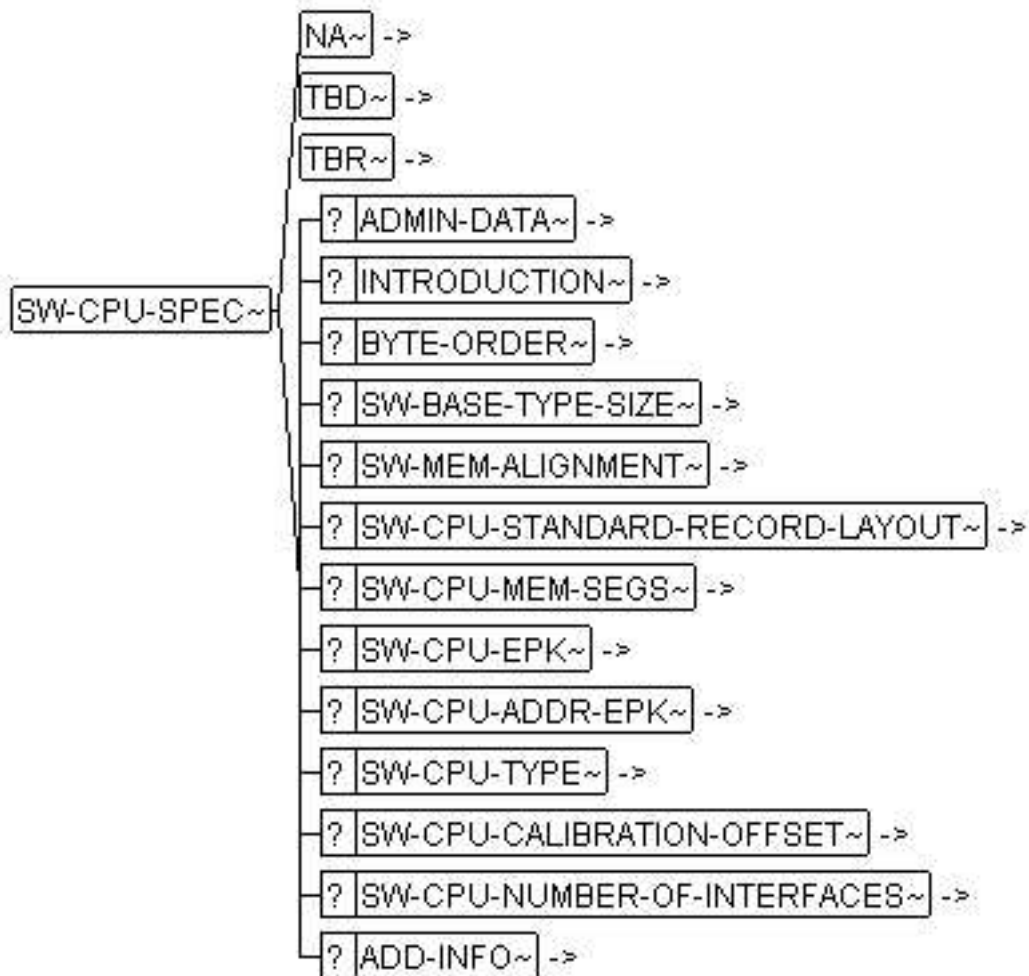 NA~ ->
TBD~ ->
TBR~ ->
? ADMIN-DATA~ ->
? INTRODUCTION~ ->
SW-CPU-SPEC~
? BYTE-ORDER~ ->
? SW-BASE-TYPE-SIZE~ ->
? SW-MEM-ALIGNMENT~ ->
? SW-CPU-STANDARD-RECORD-LAYOUT~ ->
? SW-CPU-MEM-SEGS~ ->
? SW-CPU-EPK~ ->
? SW-CPU-ADDR-EPK~ ->
? SW-CPU-TYPE~ ->
? SW-CPU-CALIBRATION-OFFSET~ ->
? SW-CPU-NUMBER-OF-INTERFACES~ ->
? ADD-INFO~ ->